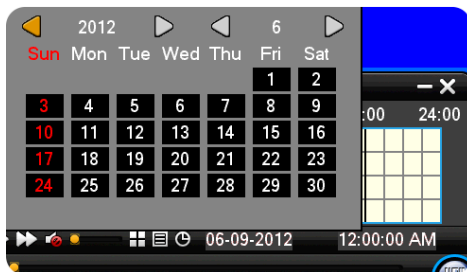 2012 6
Sun Mon Tue Wed Thu Fri Sat
1 2
3 4 5 6 7 8 9
:00 24:00
10 11 12 13 14 15 16
17 18 19 20 21 22 23
24 25 26 27 28 29 30
06-09-2012 12:00:00 AM